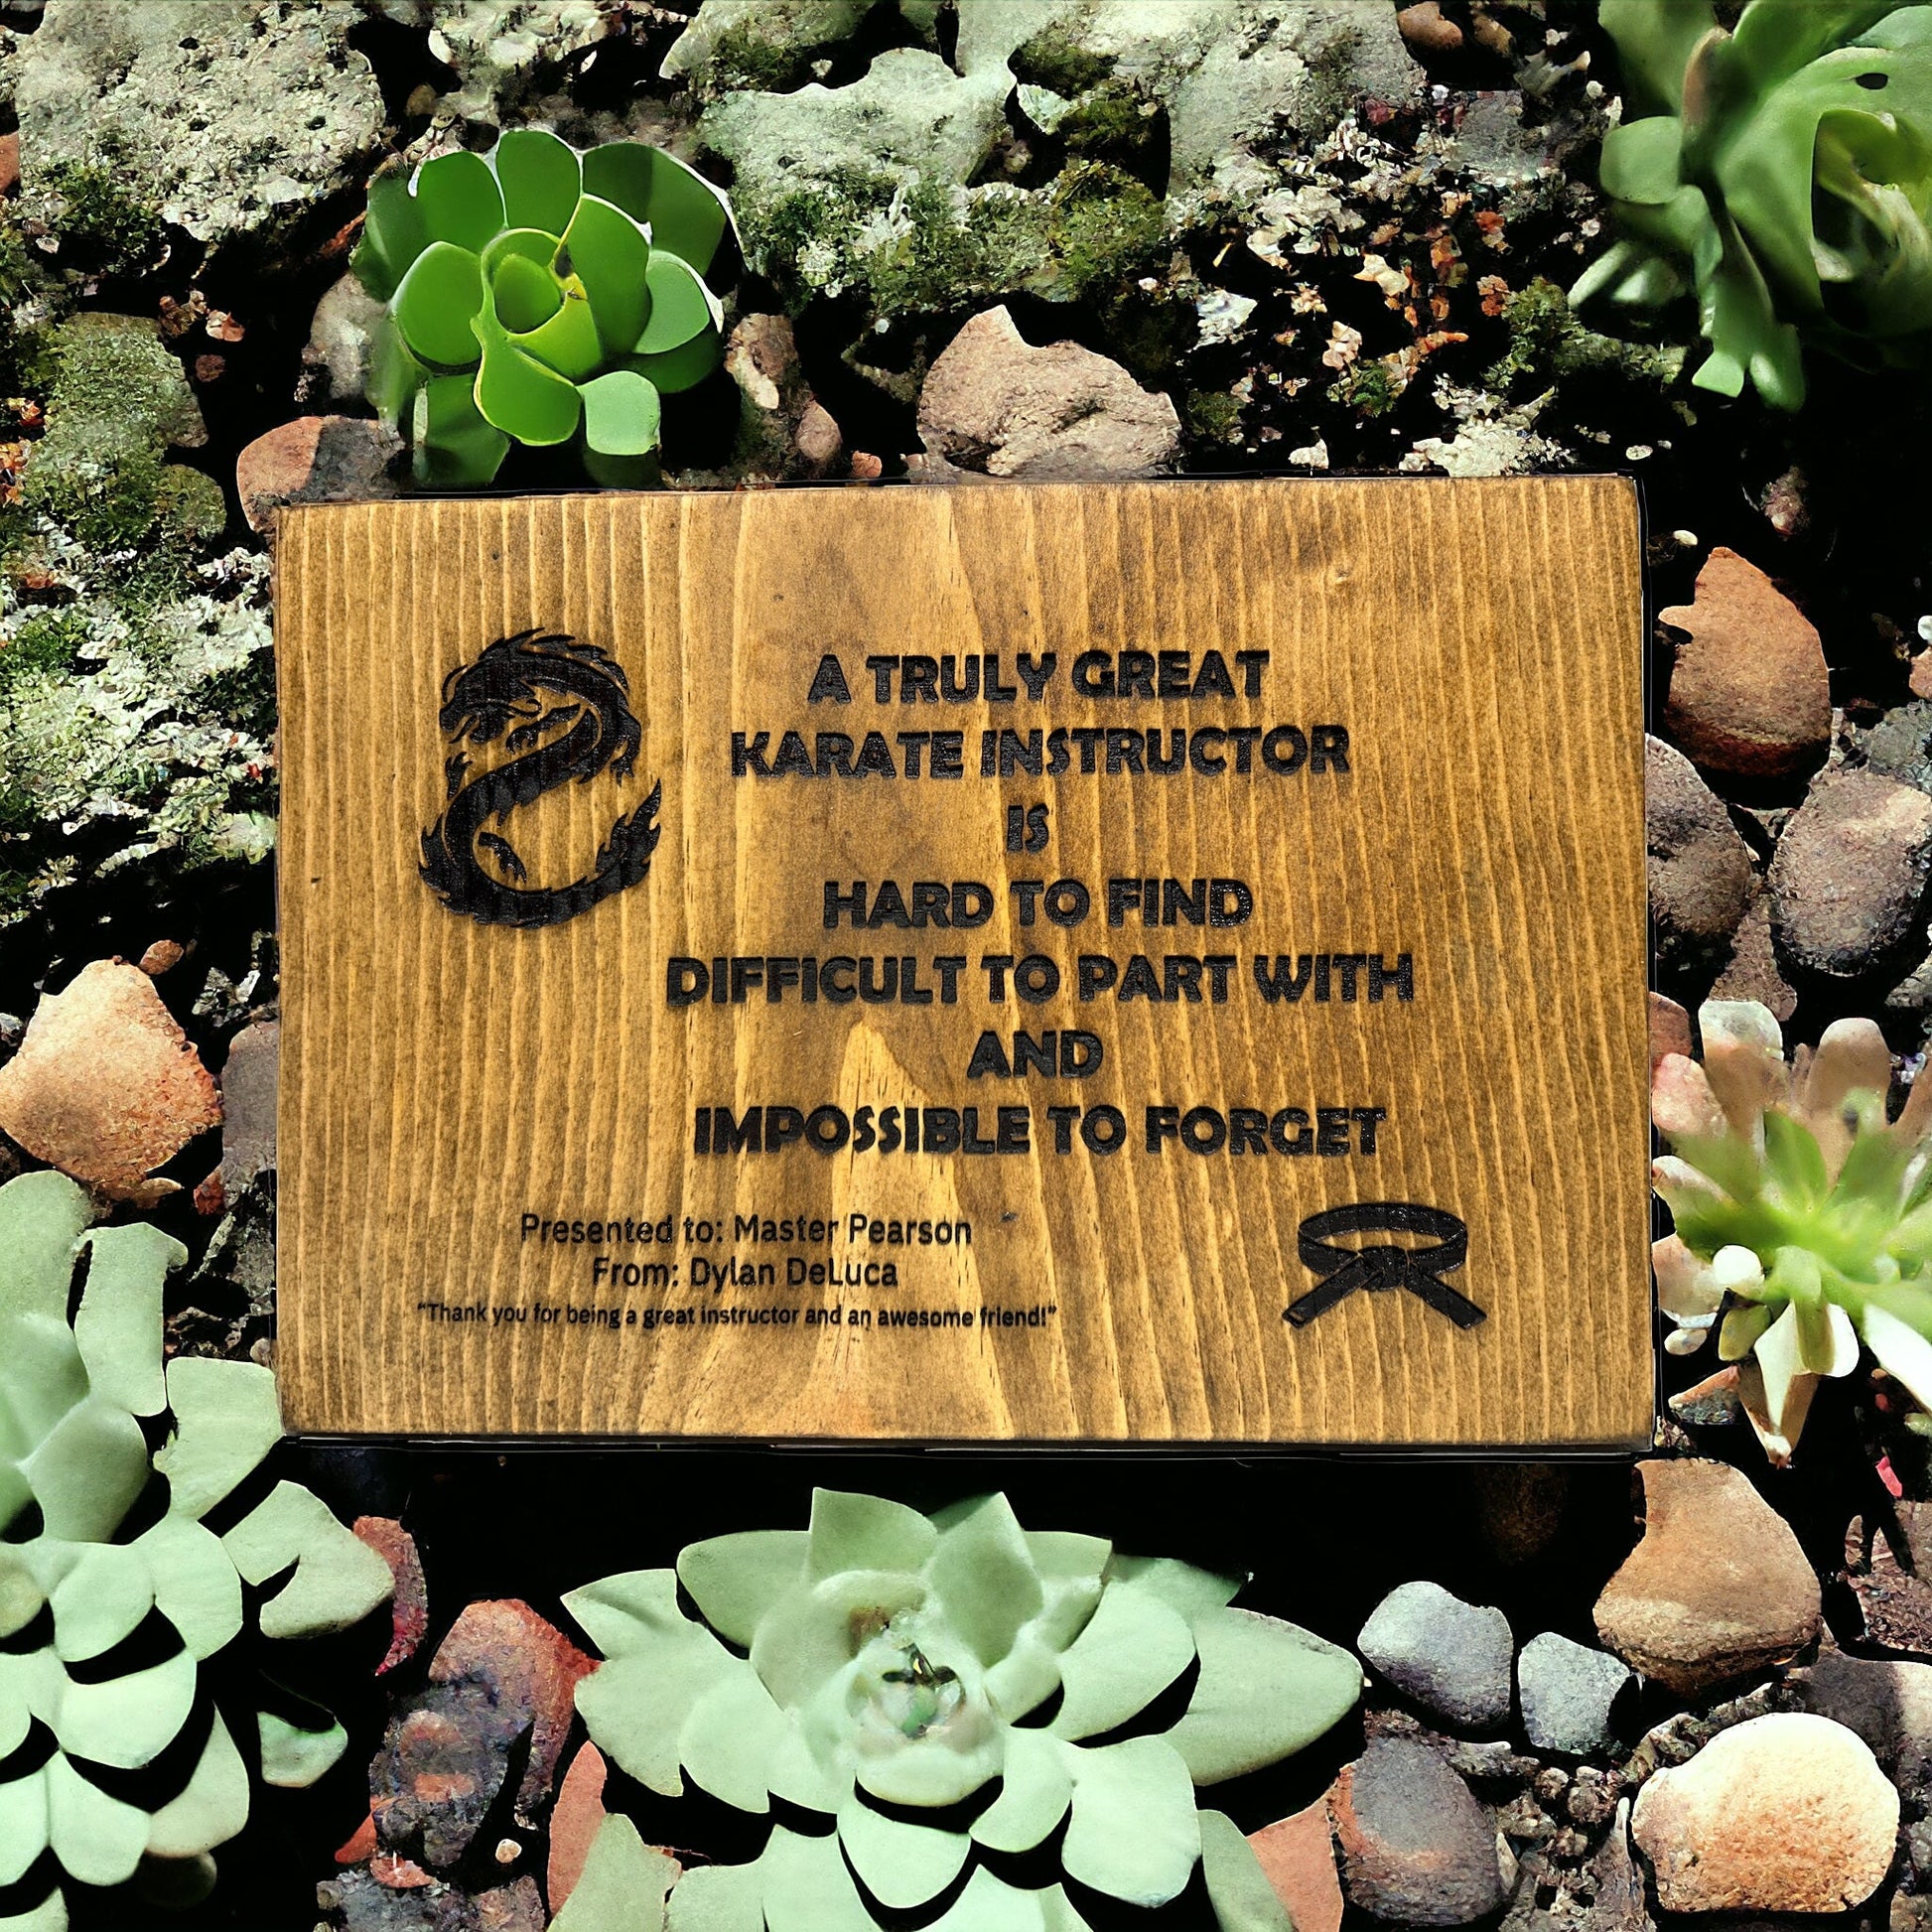 A TRULY GREAT
KARATE INSTRUCTOR
IS
HARD TO FIND
DIFFICULT TO PART WITH
AND
IMPOSSIBLE TO FORGET
Presented to: Master Pearson
From: Dylan DeLuca
"Thank you for being a great instructor and an awesome friend!"